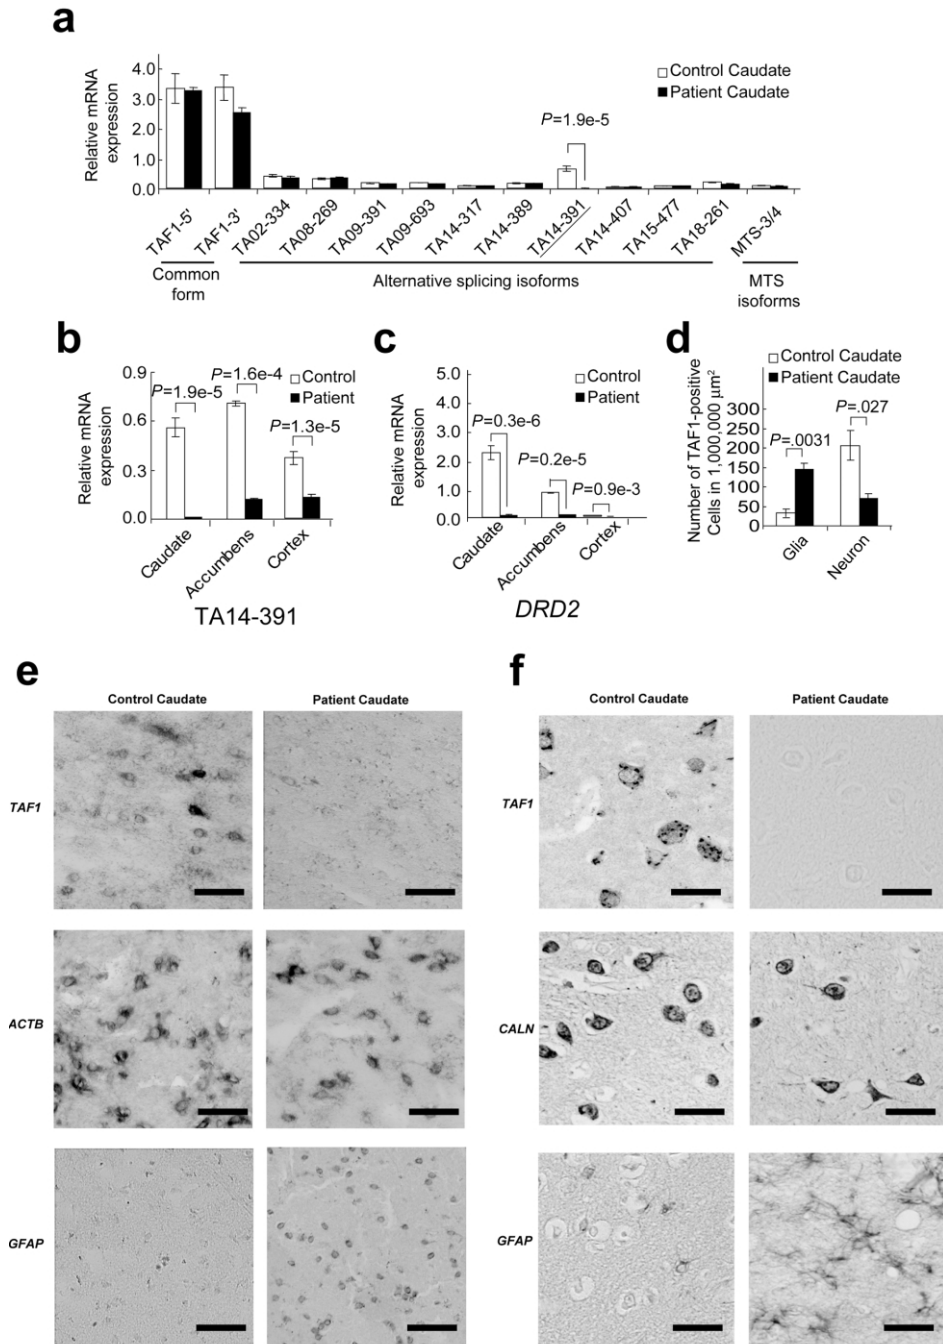 a
Relative mRNA
expression
4.0
3.0
2.0
1.0
0.0
Control Caudate
Patient Caudate
P=1.9e-5
TAF1-5'
TAF1-3'
TA02-334
TA08-269
TA09-391
TA09-693
TA14-317
TA14-389
TA14-391
TA14-407
TA15-477
TA18-261
MTS-3/4
Common
form
Alternative splicing isoforms
MTS
isoforms
b
Relative mRNA
expression
0.9
0.6
0.3
0.0
P=1.9e-5
P=1.6e-4
P=1.3e-5
Control
Patient
Caudate
Accumbens
Cortex
TA14-391
c
Relative mRNA
expression
5.0
4.0
3.0
2.0
1.0
0.0
P=0.3e-6
P=0.2e-5
P=0.9e-3
Control
Patient
Caudate
Accumbens
Cortex
DRD2
d
Number of TAF1-positive
Cells in 1,000,000 µm²
Control Caudate
Patient Caudate
300
250
200
150
100
50
0
P=.0031
P=.027
Glia
Neuron
e
Control Caudate
Patient Caudate
TAF1
ACTB
GFAP
f
Control Caudate
Patient Caudate
TAF1
CALN
GFAP